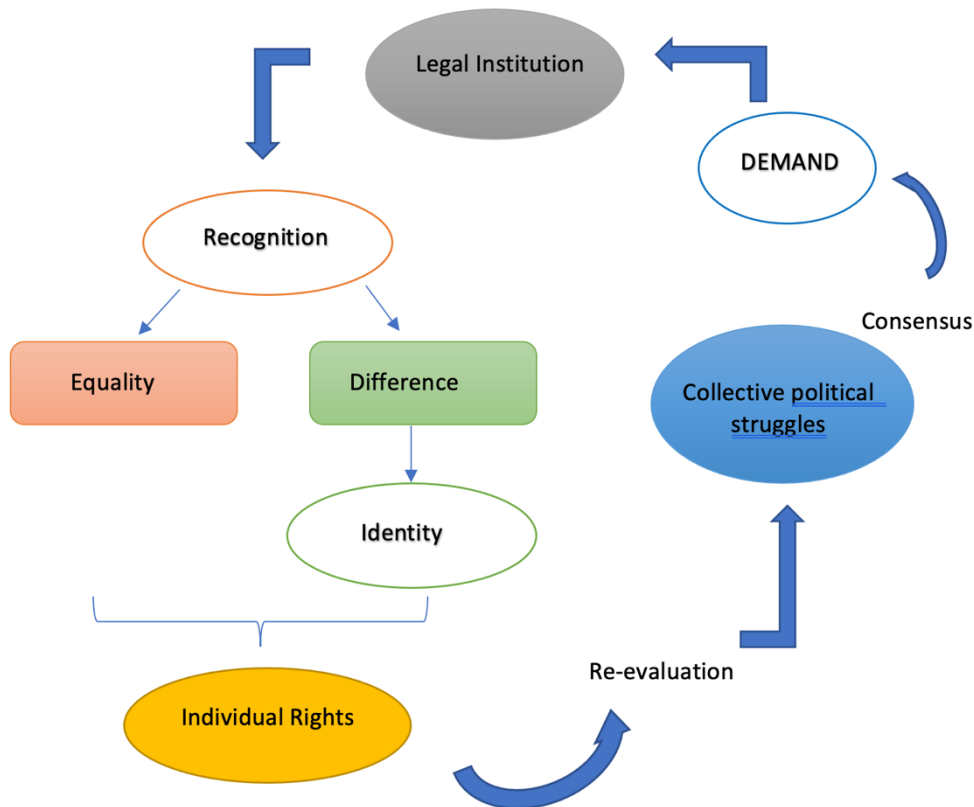 Legal Institution
DEMAND
Recognition
Consensus
Equality
Difference
Collective political
struggles
Identity
Re-evaluation
Individual Rights